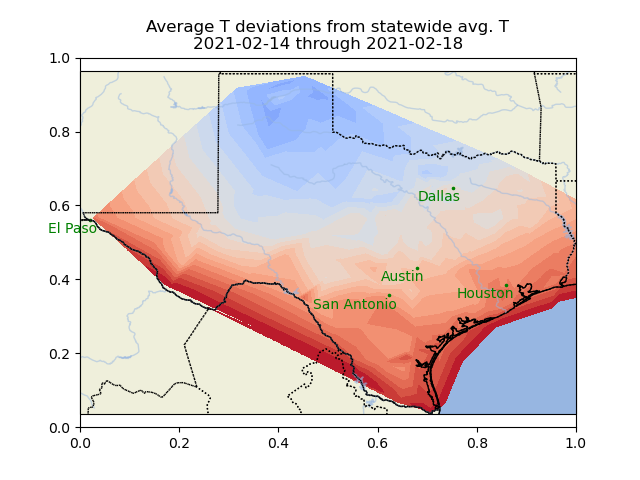 Average T deviations from statewide avg. T
2021-02-14 through 2021-02-18
1.0
0.8
0.6
0.4
0.2
0.0
Dallas
El Paso
Austin
San Antonio
Houston
0.0 0.2 0.4 0.6 0.8 1.0